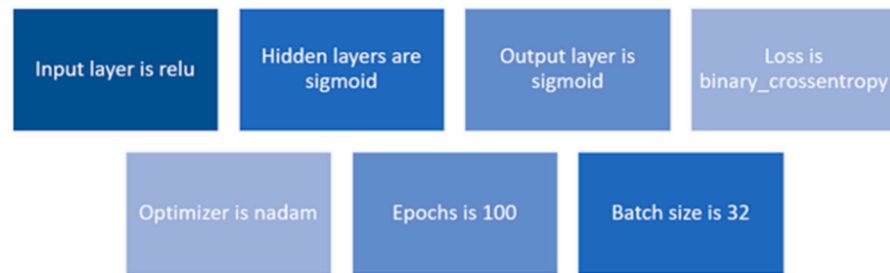 Input layer is relu
Hidden layers are
sigmoid
Output layer is
sigmoid
Loss is
binary_crossentropy
Optimizer is nadam
Epochs is 100
Batch size is 32